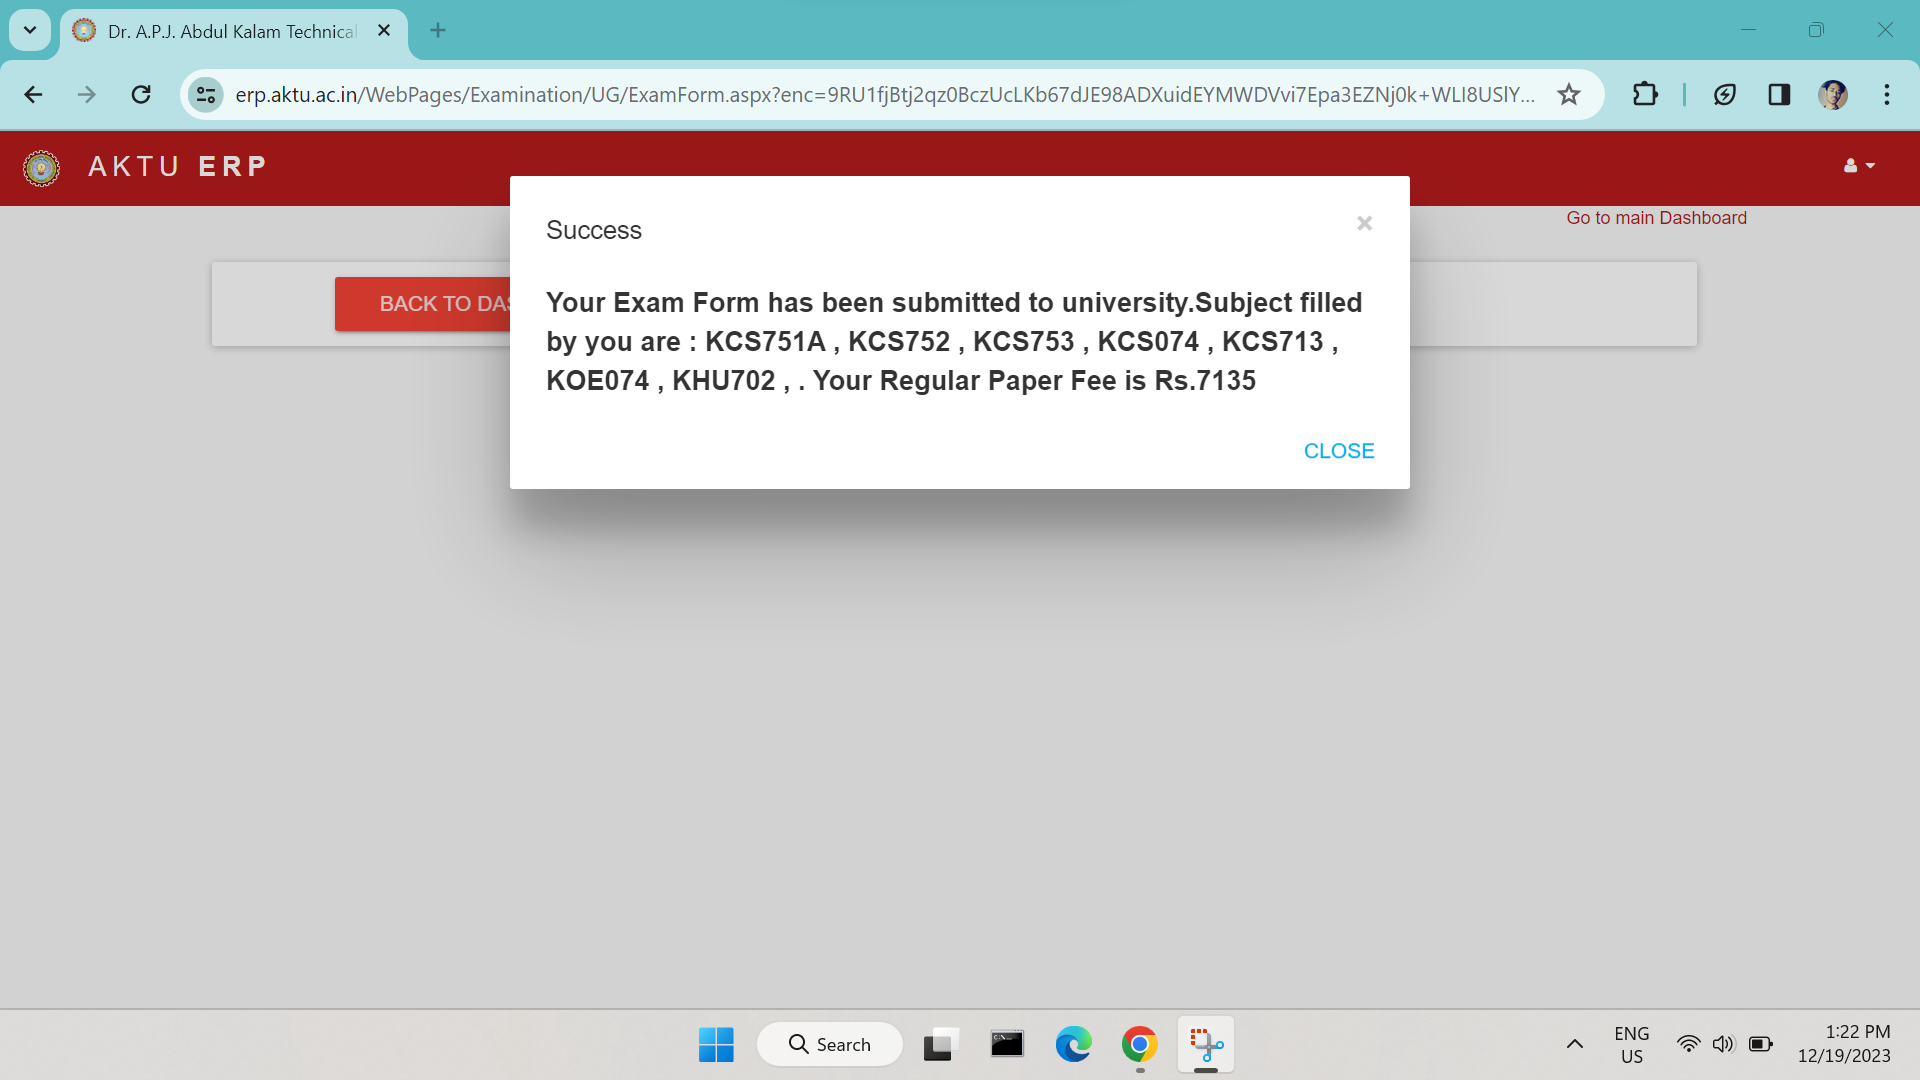 Dr. A.P.J. Abdul Kalam Technical
erp.aktu.ac.in/WebPages/Examination/UG/ExamForm.aspx?enc=9RU1fjBtj2qz0BczUcLKb67dJE98ADXuidEYMWDVvi7Epa3EZNj0k+WLI8USlY...
AKTU ERP
Go to main Dashboard
BACK TO DAS
Success
Your Exam Form has been submitted to university.Subject filled
by you are : KCS751A , KCS752 , KCS753 , KCS074 , KCS713 ,
KOE074 , KHU702 , . Your Regular Paper Fee is Rs.7135
CLOSE
Search
ENG
US
1:22 PM
12/19/2023